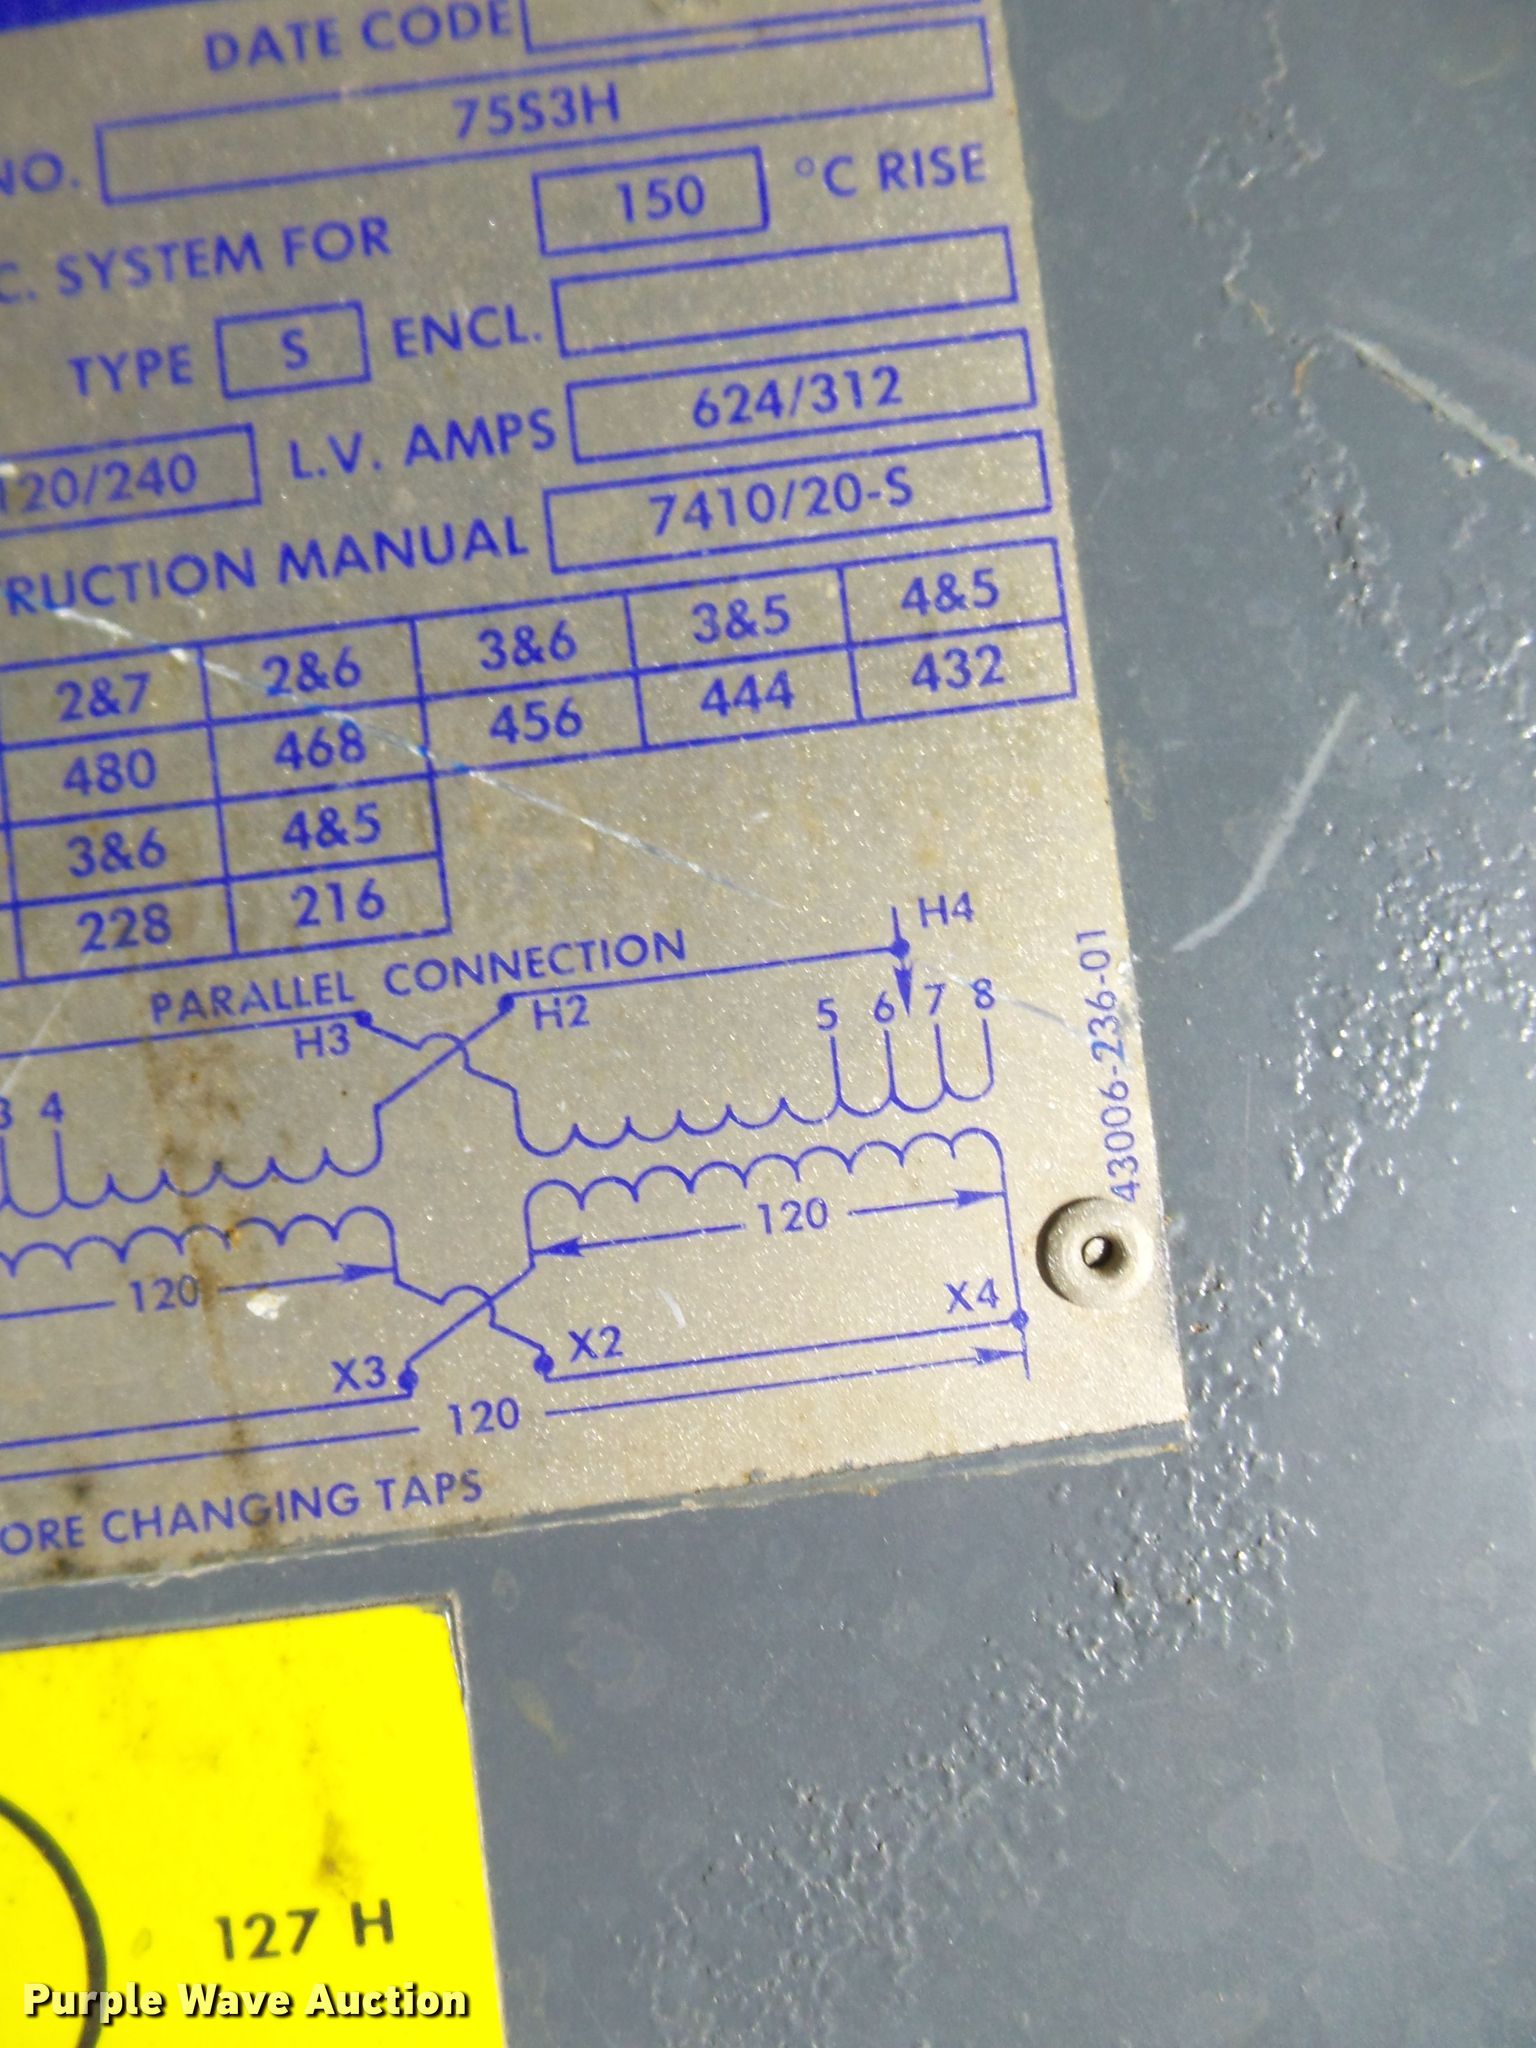 DATE CODE
NO. 75S3H
C. SYSTEM FOR 150 °C RISE
TYPE S ENCL.
120/240 L.V. AMPS 624/312
RUCTION MANUAL 7410/20-S
2&7 2&6 3&6 3&5 4&5
480 468 456 444 432
3&6 4&5
228 216
PARALLEL CONNECTION
H4
H3 H2
5 6 7 8
3 4
120
120
X4
X3 X2
120
ORE CHANGING TAPS
43006-236-01
127 H
Purple Wave Auction